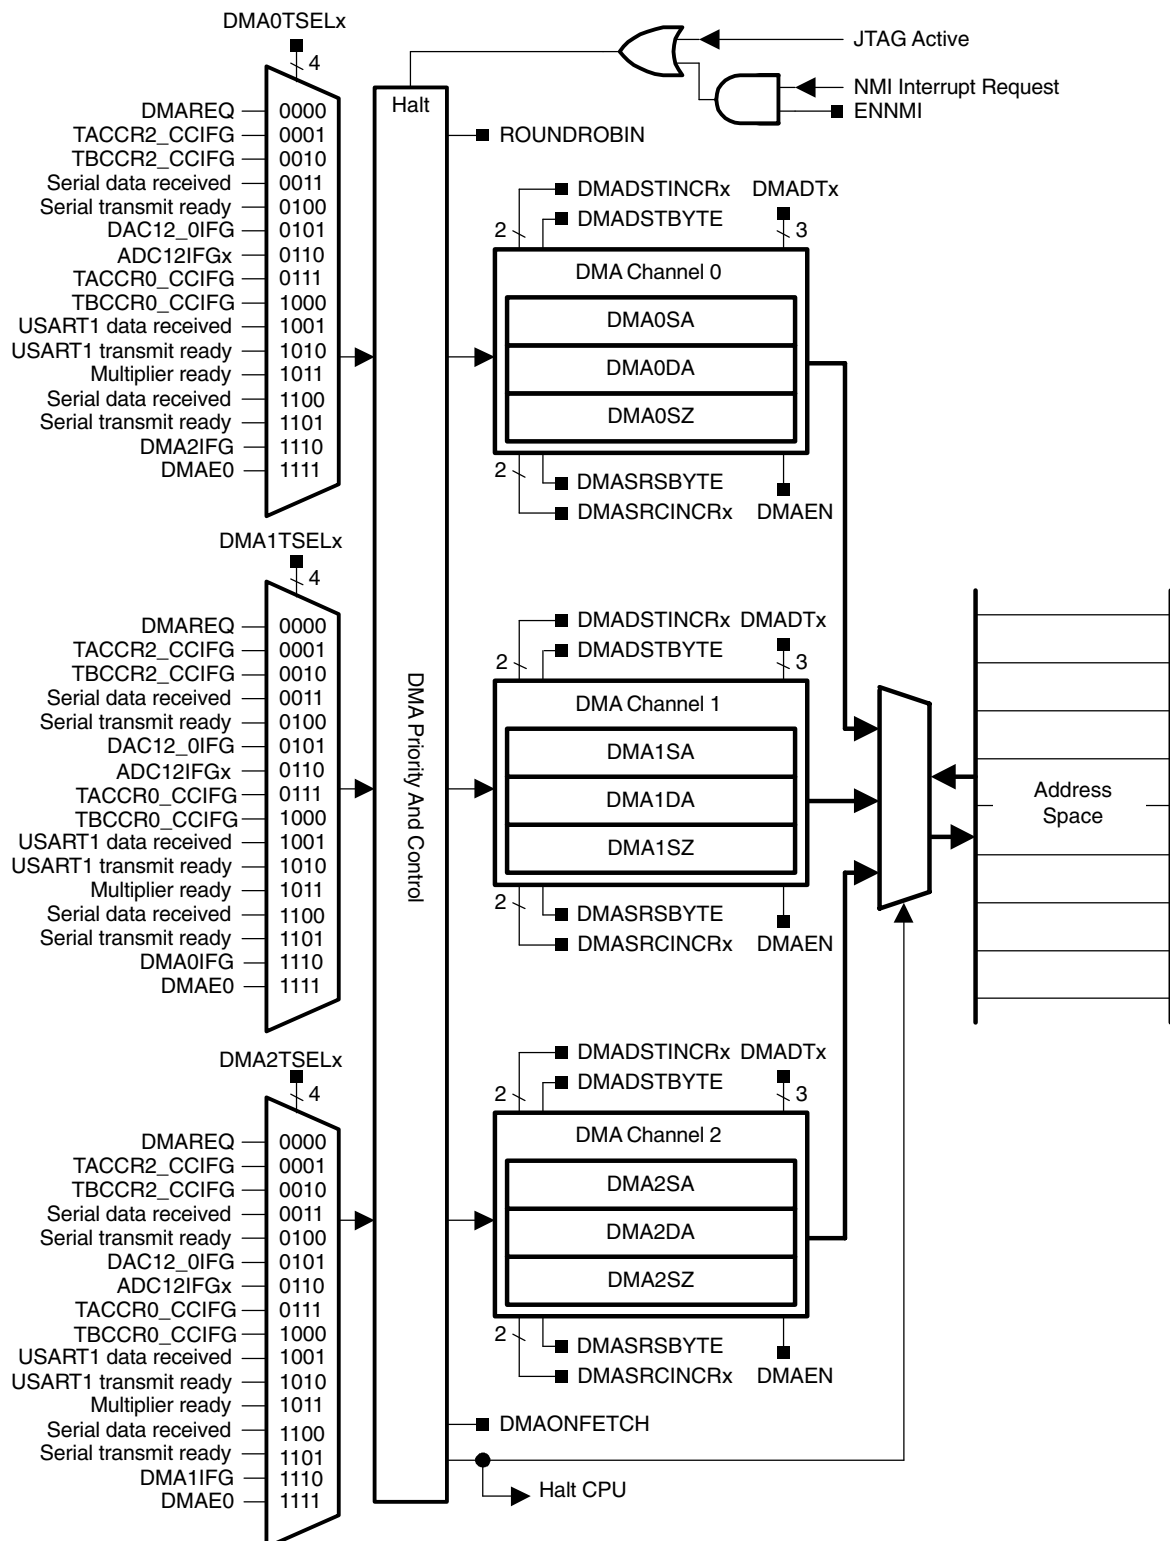 DMA0TSELx
4
JTAG Active
NMI Interrupt Request
ENNMI
Halt
ROUNDROBIN
DMAREQ 0000
TACCR2_CCIFG 0001
TBCCR2_CCIFG 0010
Serial data received 0011
Serial transmit ready 0100
DAC12_0IFG 0101
ADC12IFGx 0110
TACCR0_CCIFG 0111
TBCCR0_CCIFG 1000
USART1 data received 1001
USART1 transmit ready 1010
Multiplier ready 1011
Serial data received 1100
Serial transmit ready 1101
DMA2IFG 1110
DMAE0 1111
DMADSTINCRx DMADTx
2 DMADSTBYTE 3
DMA Channel 0
DMA0SA
DMA0DA
DMA0SZ
2 DMASRSBYTE
DMASRCINCRx DMAEN
DMA1TSELx
4
DMAREQ 0000
TACCR2_CCIFG 0001
TBCCR2_CCIFG 0010
Serial data received 0011
Serial transmit ready 0100
DAC12_0IFG 0101
ADC12IFGx 0110
TACCR0_CCIFG 0111
TBCCR0_CCIFG 1000
USART1 data received 1001
USART1 transmit ready 1010
Multiplier ready 1011
Serial data received 1100
Serial transmit ready 1101
DMA0IFG 1110
DMAE0 1111
DMA Priority And Control
DMADSTINCRx DMADTx
2 DMADSTBYTE 3
DMA Channel 1
DMA1SA
DMA1DA
DMA1SZ
2 DMASRSBYTE
DMASRCINCRx DMAEN
Address
Space
DMA2TSELx
4
DMAREQ 0000
TACCR2_CCIFG 0001
TBCCR2_CCIFG 0010
Serial data received 0011
Serial transmit ready 0100
DAC12_0IFG 0101
ADC12IFGx 0110
TACCR0_CCIFG 0111
TBCCR0_CCIFG 1000
USART1 data received 1001
USART1 transmit ready 1010
Multiplier ready 1011
Serial data received 1100
Serial transmit ready 1101
DMA1IFG 1110
DMAE0 1111
DMADSTINCRx DMADTx
2 DMADSTBYTE 3
DMA Channel 2
DMA2SA
DMA2DA
DMA2SZ
2 DMASRSBYTE
DMASRCINCRx DMAEN
DMAONFETCH
Halt CPU